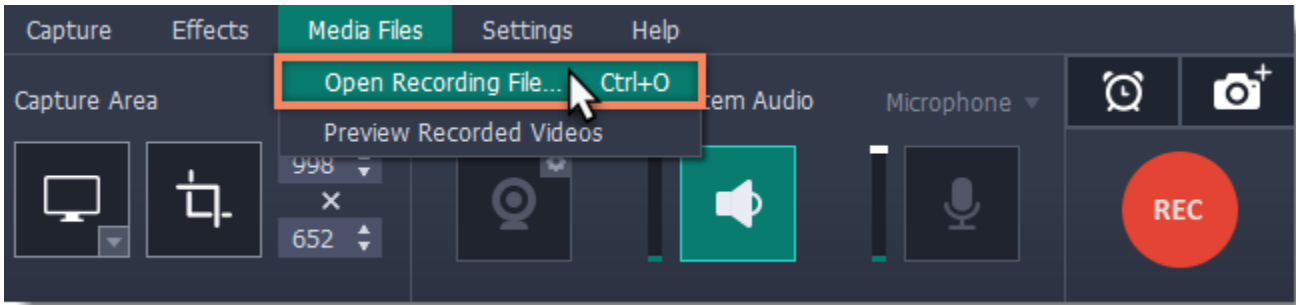 Capture Effects Media Files Settings Help
Open Recording File... Ctrl+O
Capture Area Audio Microphone
Preview Recorded Videos
998
×
652
REC